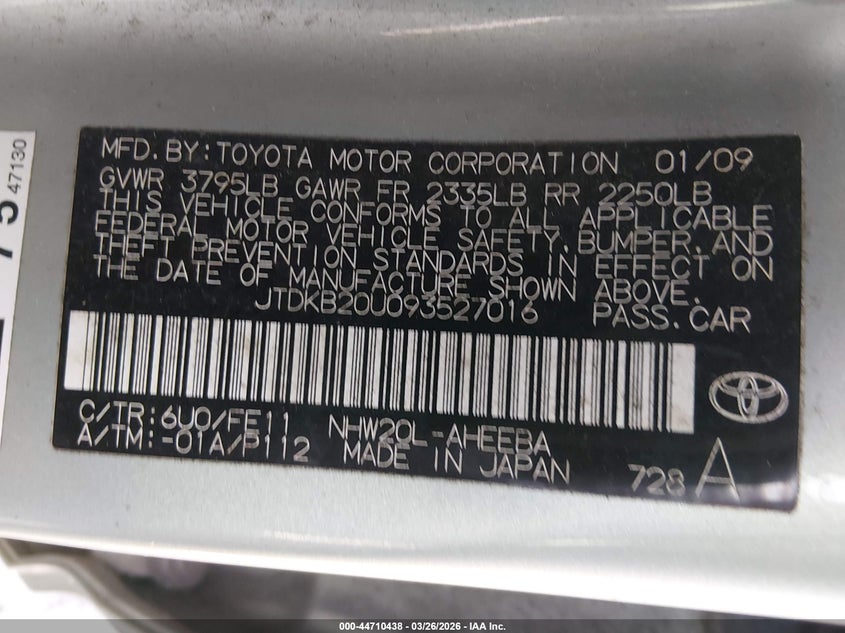 MFD. BY: TOYOTA MOTOR CORPORATION 01/09
GVWR 3795LB GAWR FR 2335LB RR 2250LB
THIS VEHICLE CONFORMS TO ALL APPLICABLE
FEDERAL MOTOR VEHICLE SAFETY, BUMPER, AND
THEFT PREVENTION STANDARDS IN EFFECT ON
THE DATE OF MANUFACTURE SHOWN ABOVE.
JTDKB20U093527016 PASS. CAR
C/TR: 6U0/FE11 NHW20L-AHEEBA
A/TM: -01A/P112 MADE IN JAPAN
728 A
47130
000-44710438 - 03/26/2026 - IAA Inc.